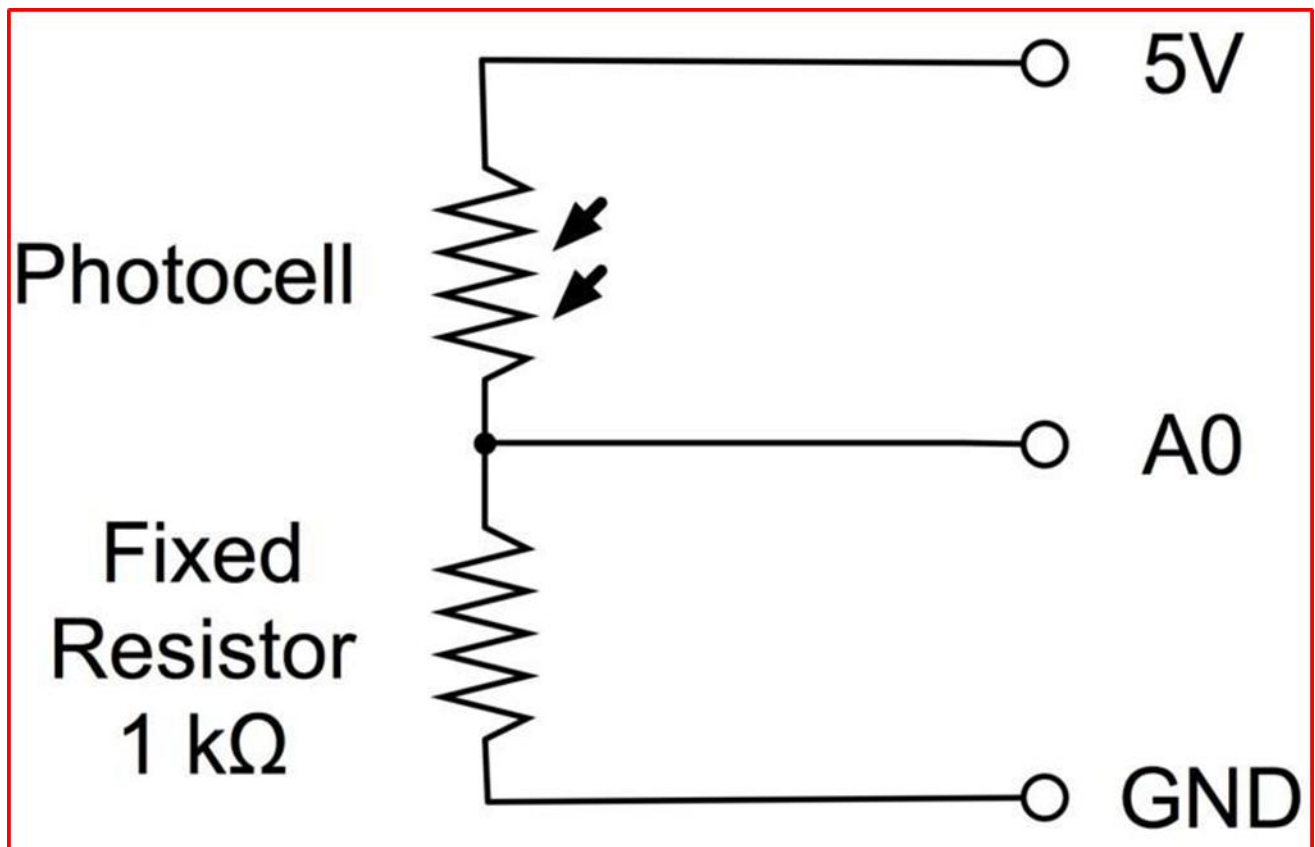 5V
Photocell
A0
Fixed
Resistor
1 kΩ
GND